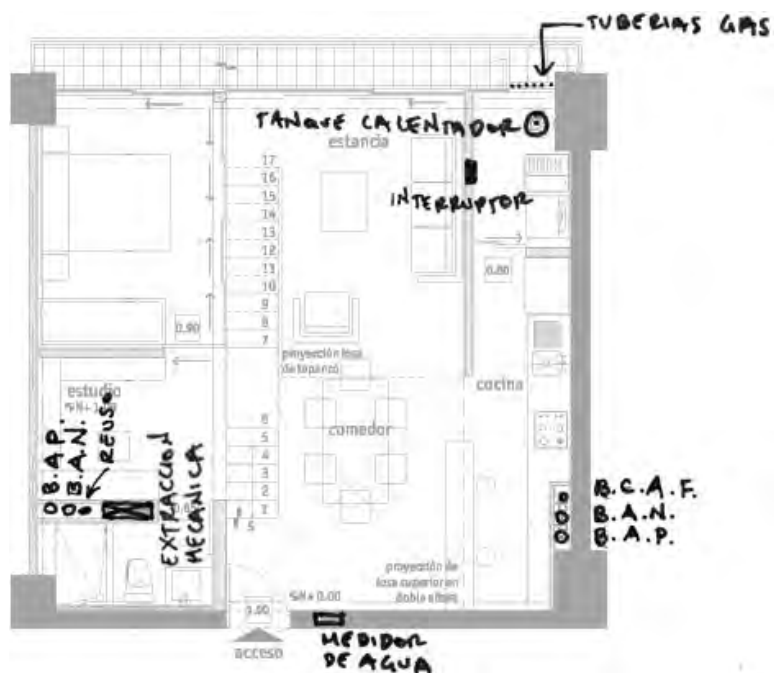 TUBERIAS GAS
TANQUE CALENTADOR
estancia
INTERRUPTOR
17
16
15
14
13
12
11
10
9
8
7
0.80
0.90
proyección losa
de tapanco
cocina
estudio
comedor
6
5
4
3
2
1
S
B.A.P.
B.A.N.
REUSO
EXTRACCION
MECANICA
B.C.A.F.
B.A.N.
B.A.P.
proyección de
losa superior en
doble altura
N+ 0.00
1.00
acceso
MEDIDOR
DE AGUA